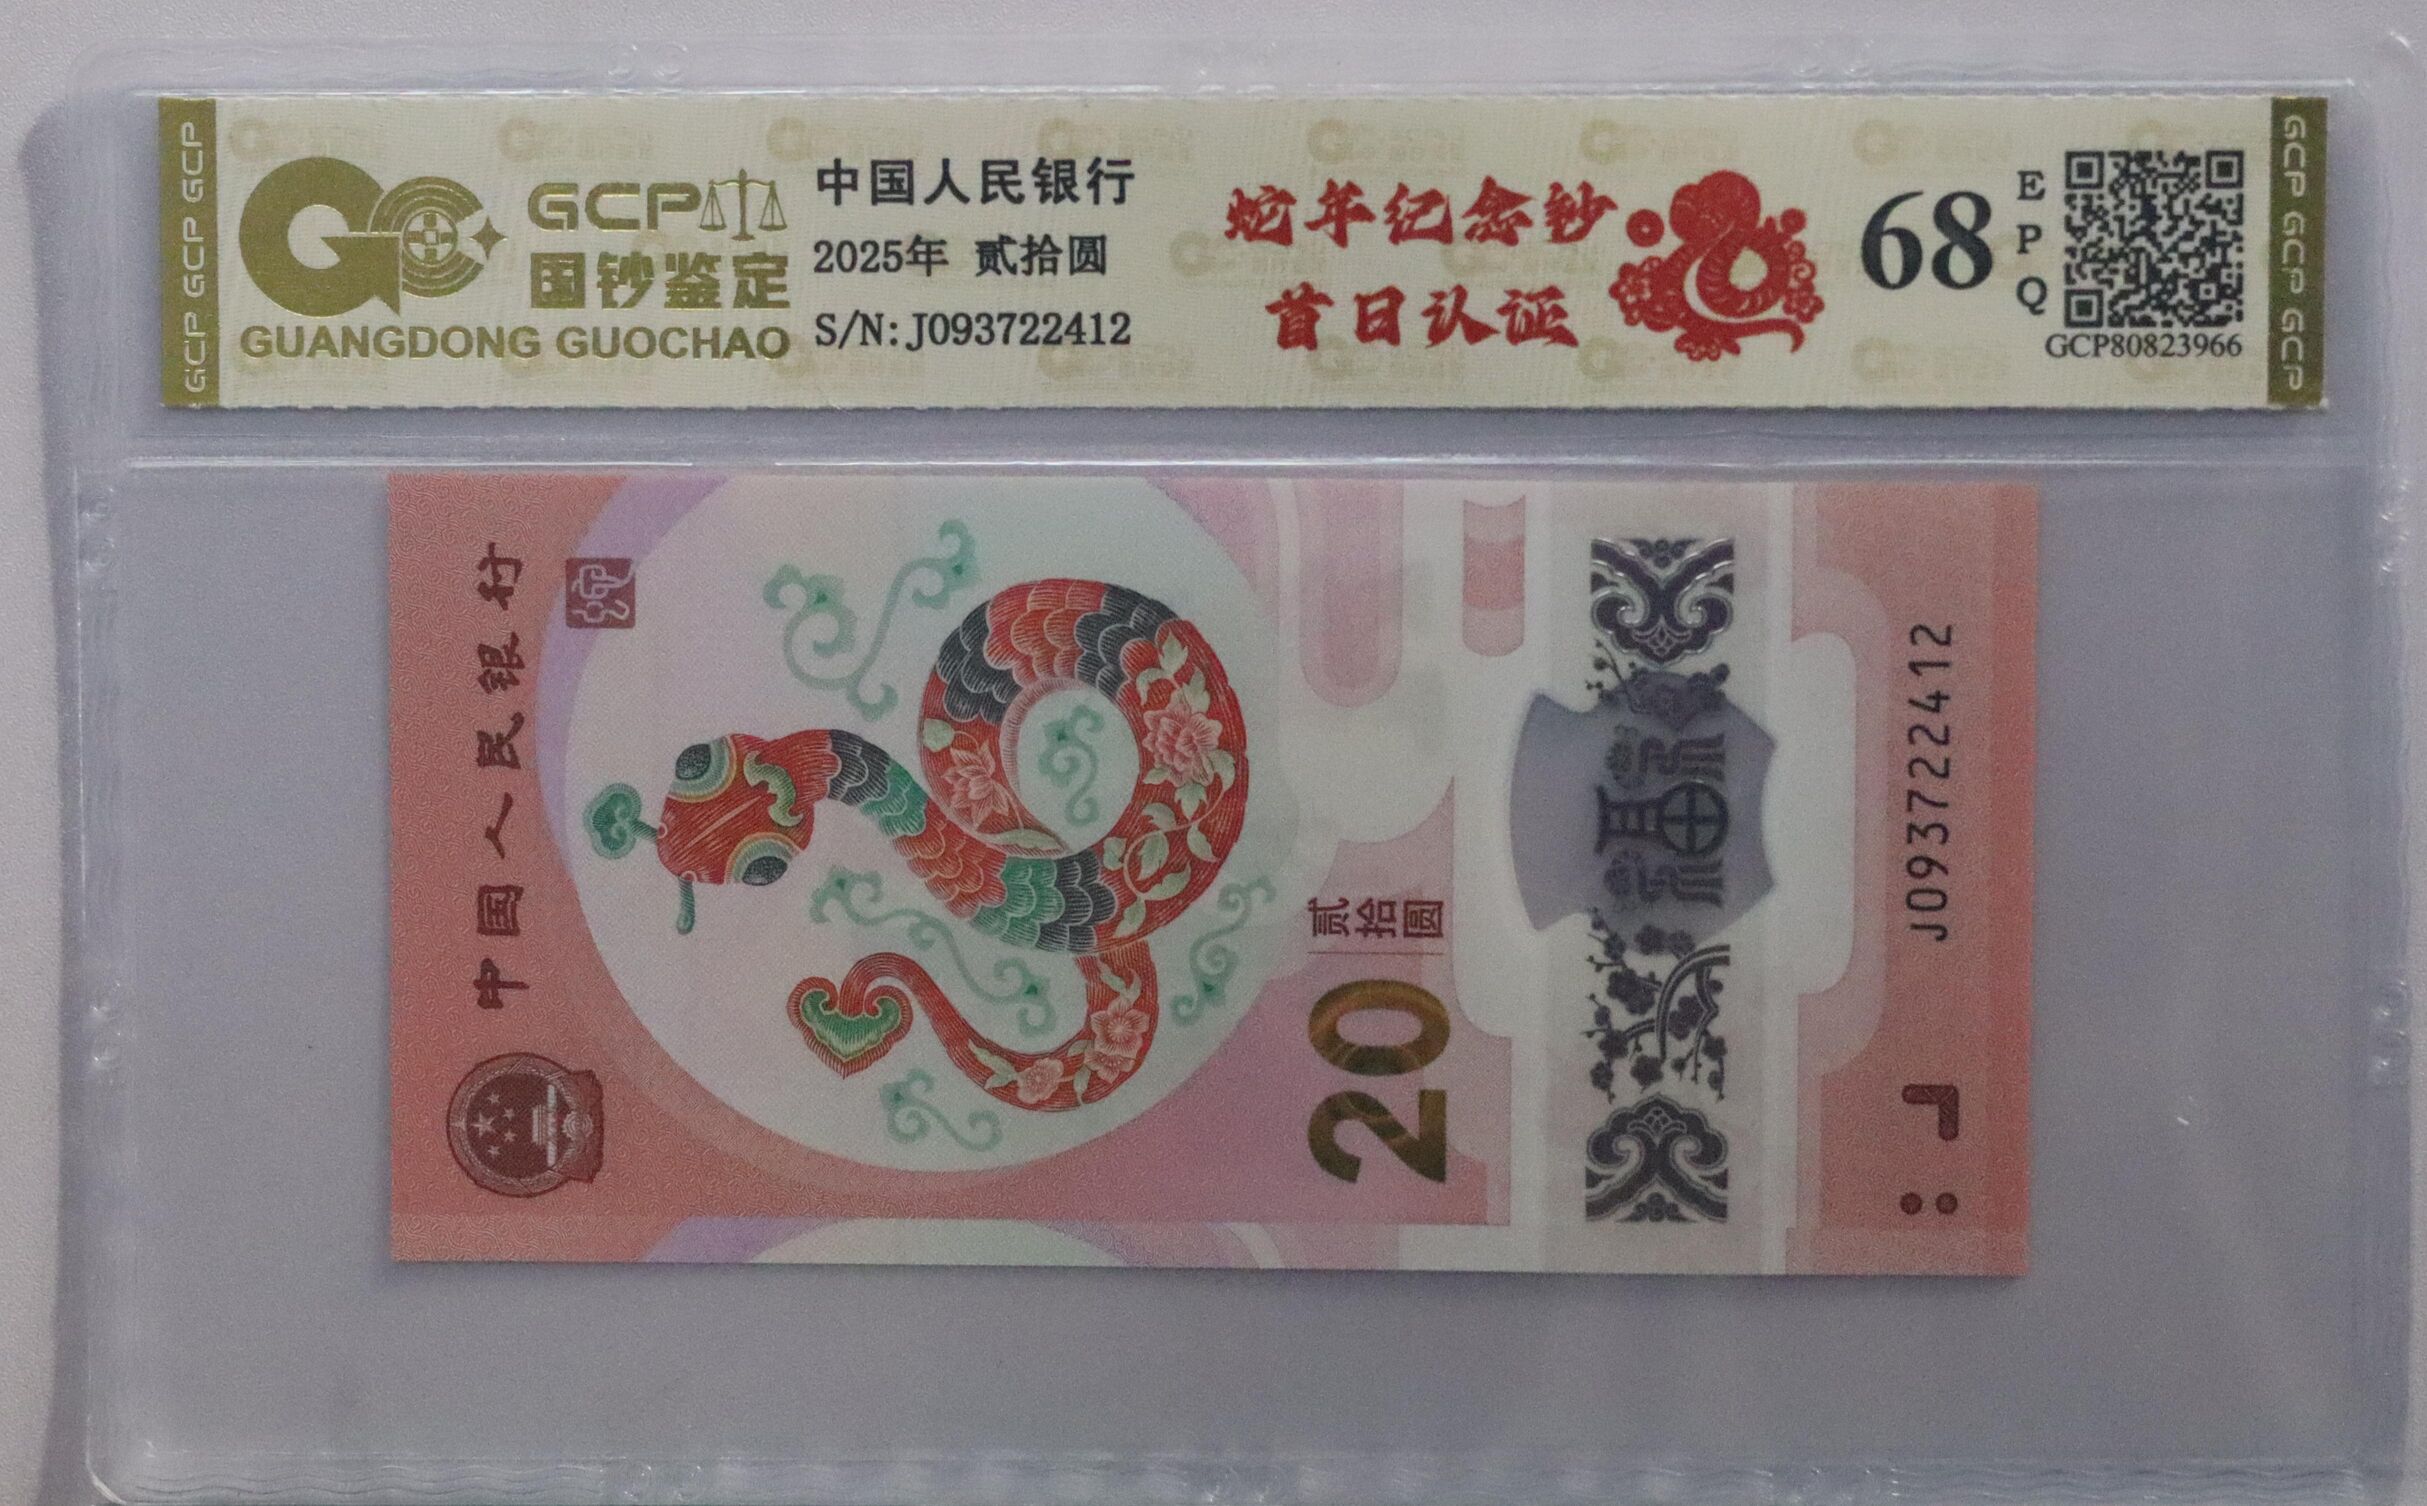 GCP GCP GCP
GCP
国钞鉴定
GUANGDONG GUOCHAO
中国人民银行
2025年 贰拾圆
S/N:J093722412
蛇年纪念钞
首日认证
68
EPQ
GCP80823966
GCP GCP GCP
中国人民银行
贰拾圆
20
福
J093722412